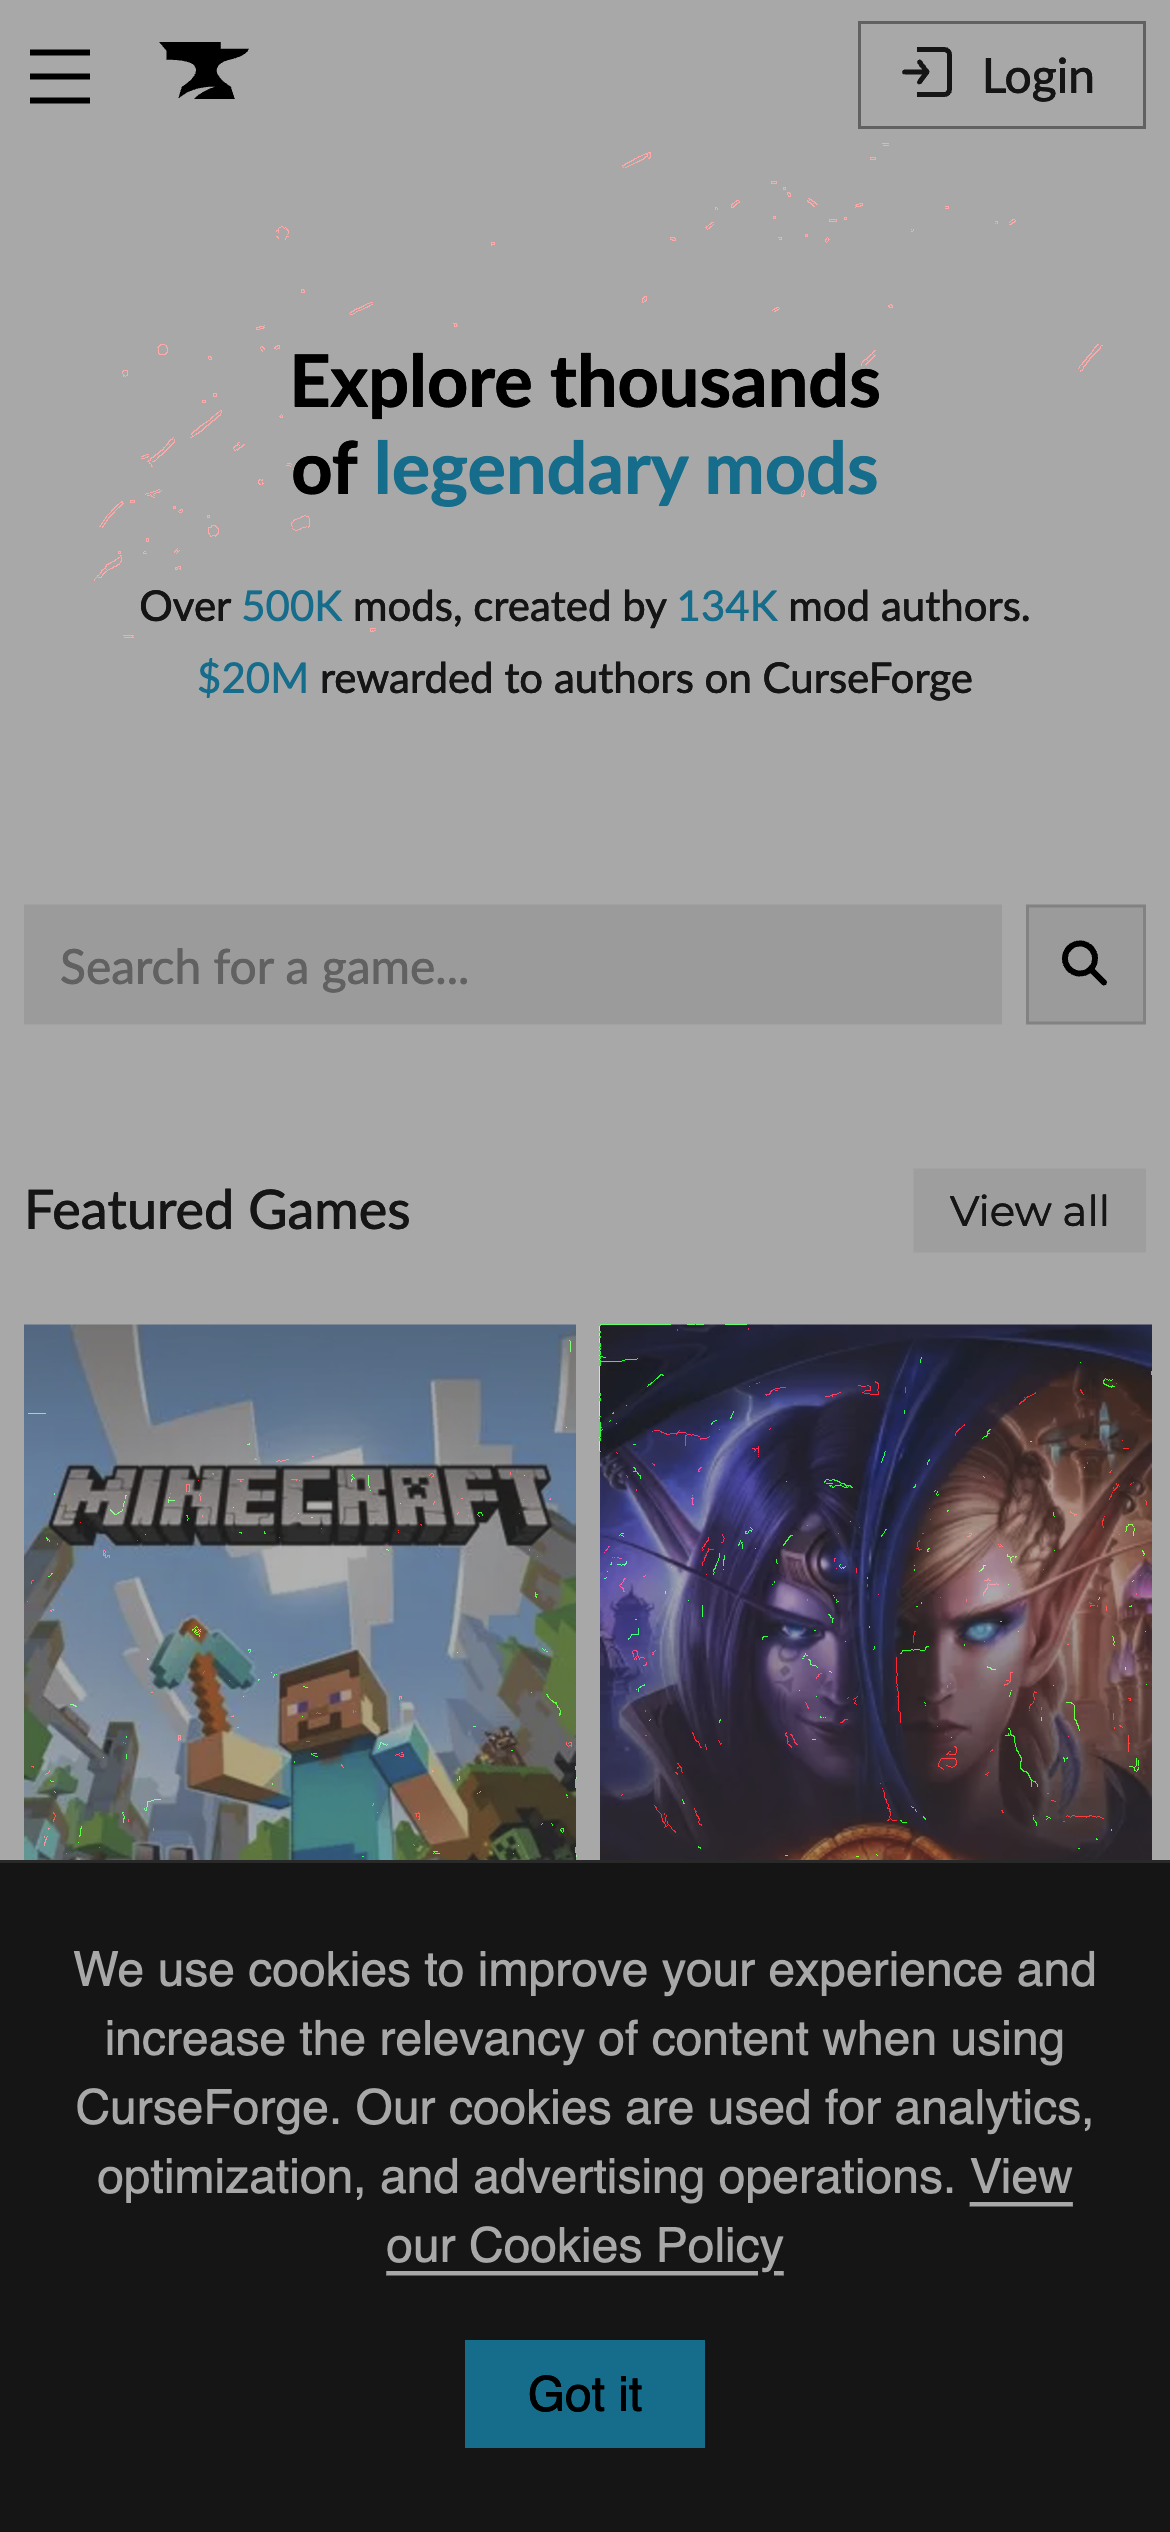 Login
Explore thousands
of legendary mods
Over 500K mods, created by 134K mod authors.
$20M rewarded to authors on CurseForge
Search for a game...
Featured Games
View all
MINECRAFT
We use cookies to improve your experience and
increase the relevancy of content when using
CurseForge. Our cookies are used for analytics,
optimization, and advertising operations. View
our Cookies Policy
Got it